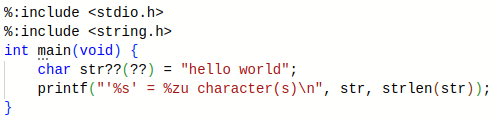 %:include <stdio.h>
%:include <string.h>
int main(void) {
    char str??(??) = "hello world";
    printf("'%s' = %zu character(s)\n", str, strlen(str));
}